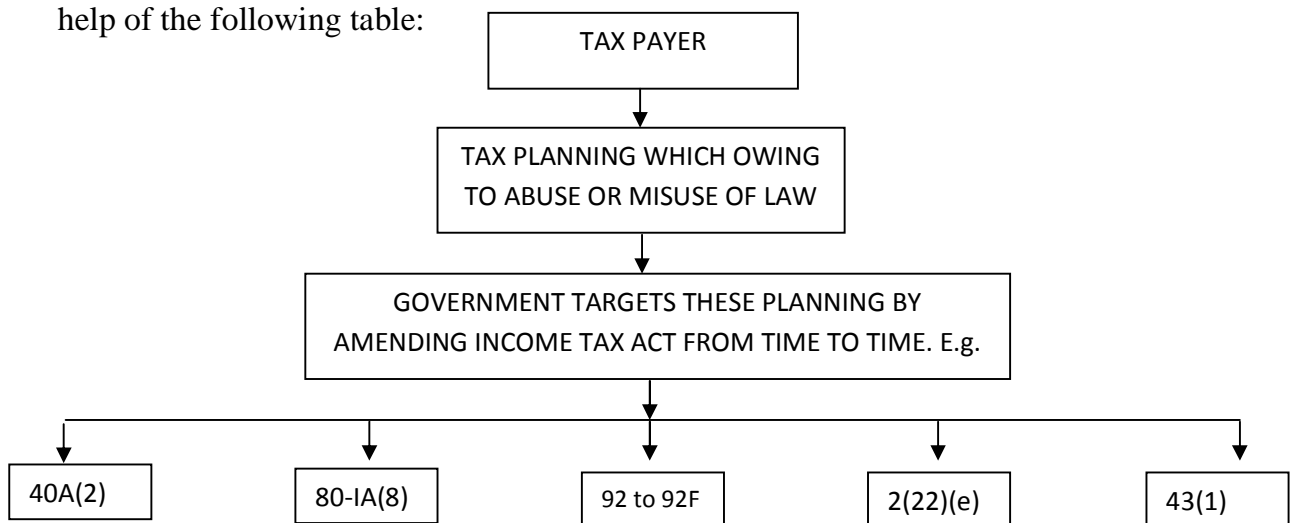 help of the following table:
TAX PAYER
TAX PLANNING WHICH OWING
TO ABUSE OR MISUSE OF LAW
GOVERNMENT TARGETS THESE PLANNING BY
AMENDING INCOME TAX ACT FROM TIME TO TIME. E.g.
40A(2)
80-IA(8)
92 to 92F
2(22)(e)
43(1)